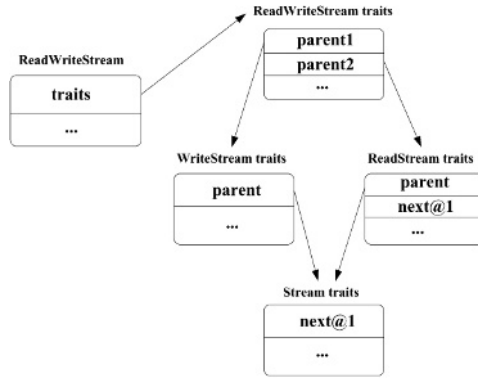 ReadWriteStream traits
parent1
parent2
...
ReadWriteStream
traits
...
WriteStream traits
parent
...
ReadStream traits
parent
next@1
...
Stream traits
next@1
...